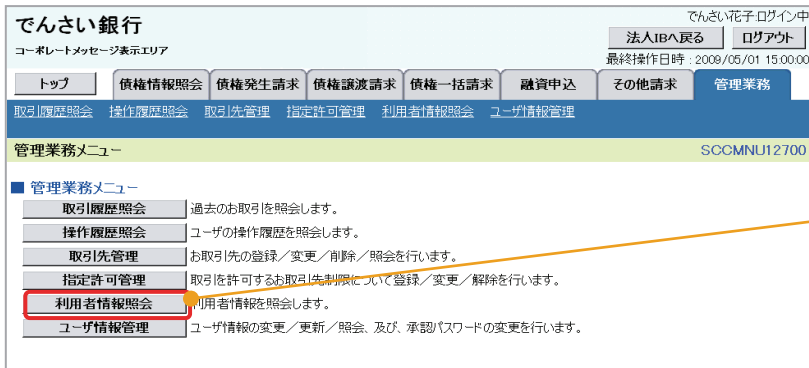 でんさい花子:ログイン中
でんさい銀行
法人IBへ戻る ログアウト
コーポレートメッセージ表示エリア
最終操作日時:2009/05/01 15:00:00
トップ 債権情報照会 債権発生請求 債権譲渡請求 債権一括請求 融資申込 その他請求 管理業務
取引履歴照会 操作履歴照会 取引先管理 指定許可管理 利用者情報照会 ユーザ情報管理
管理業務メニュー SCCMNU12700
■ 管理業務メニュー
取引履歴照会 過去のお取引を照会します。
操作履歴照会 ユーザの操作履歴を照会します。
取引先管理 お取引先の登録/変更/削除/照会を行います。
指定許可管理 取引を許可するお取引先制限について登録/変更/解除を行います。
利用者情報照会 利用者情報を照会します。
ユーザ情報管理 ユーザ情報の変更/更新/照会、及び、承認パスワードの変更を行います。